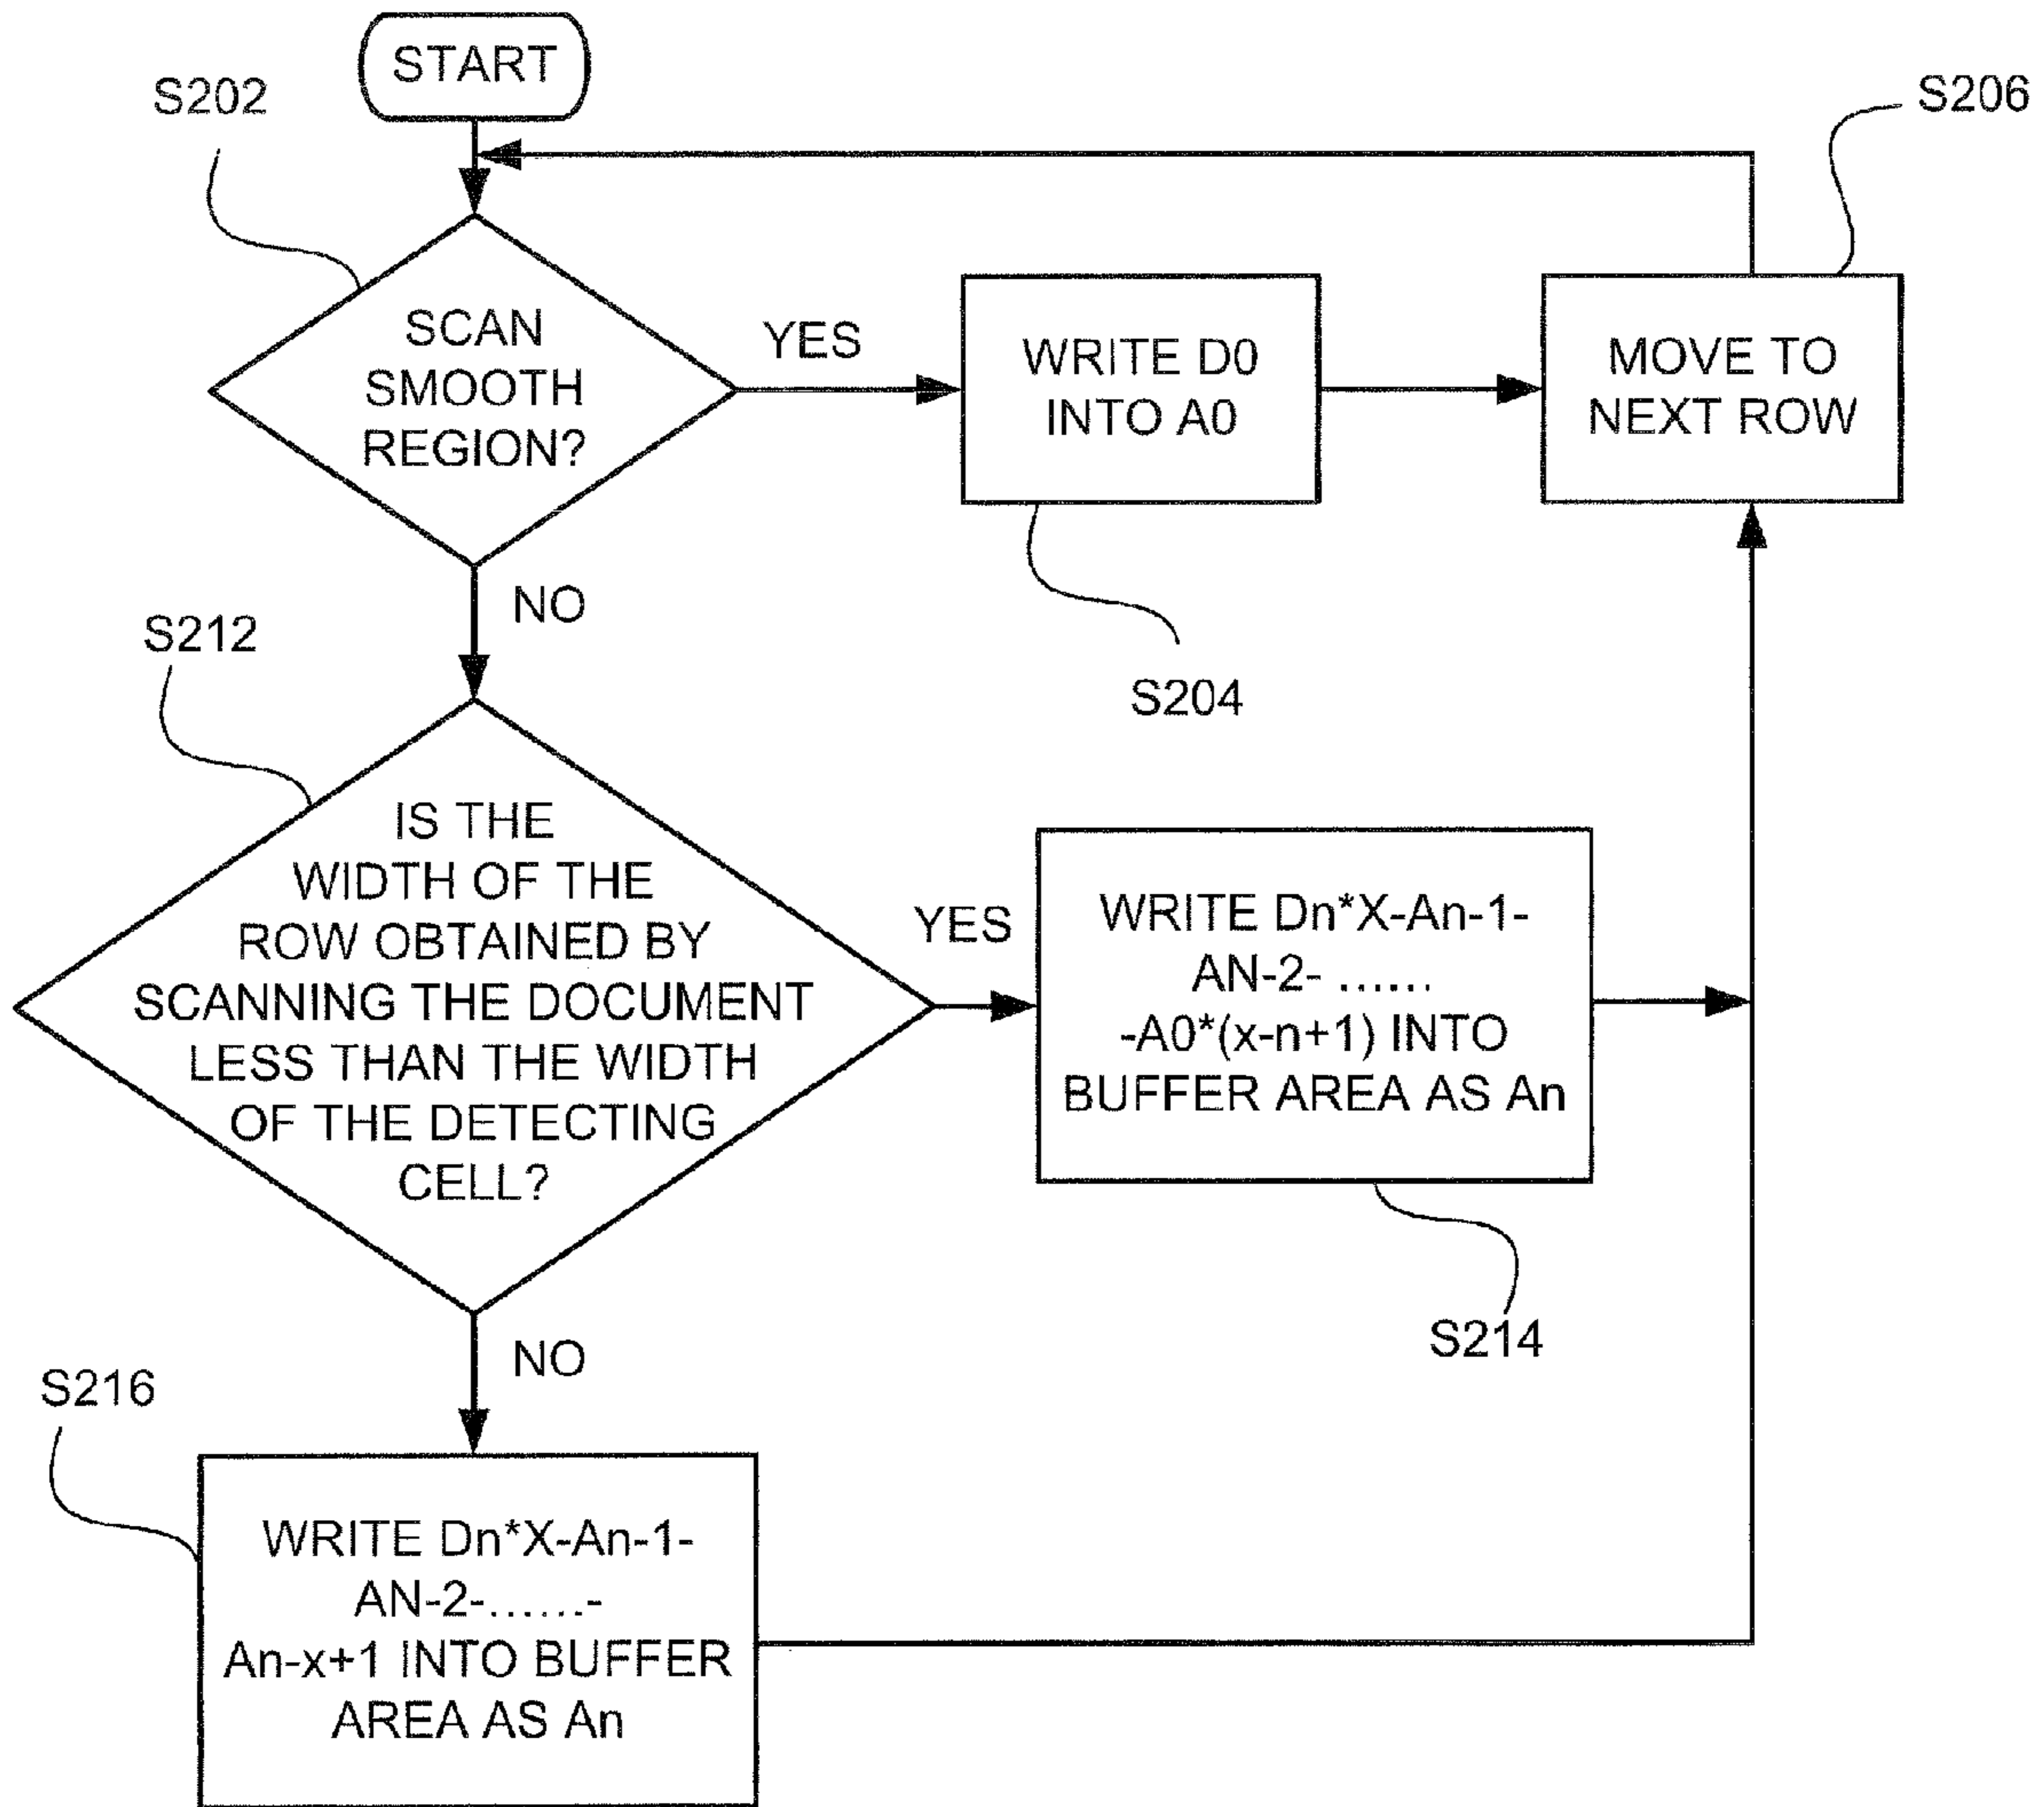 START
S202
S206
SCAN
SMOOTH
REGION?
YES
WRITE D0
INTO A0
MOVE TO
NEXT ROW
NO
S204
S212
IS THE
WIDTH OF THE
ROW OBTAINED BY
SCANNING THE DOCUMENT
LESS THAN THE WIDTH
OF THE DETECTING
CELL?
YES
WRITE Dn*X-An-1-
AN-2- ......
-A0*(x-n+1) INTO
BUFFER AREA AS An
S214
NO
S216
WRITE Dn*X-An-1-
AN-2-......-
An-x+1 INTO BUFFER
AREA AS An